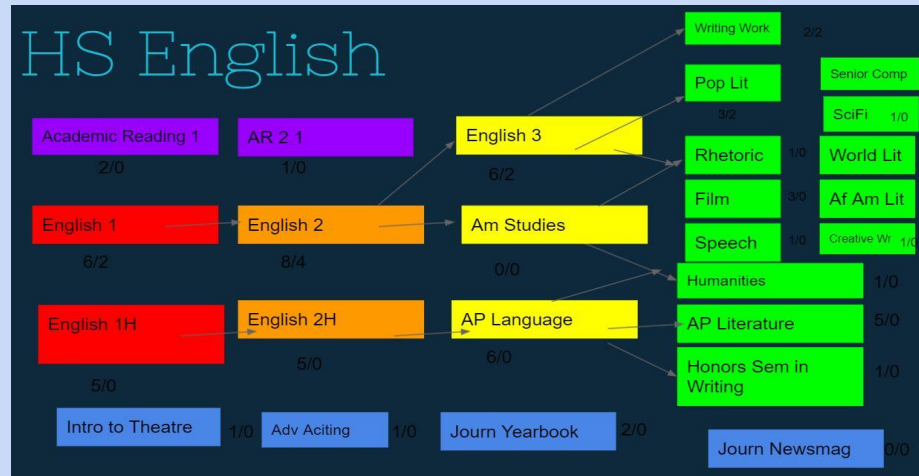 HS English
Writing Work 2/2
Pop Lit
3/2
Senior Comp
SciFi 1/0
Academic Reading 1
2/0
AR 2 1
1/0
English 3
6/2
Rhetoric 1/0
World Lit
Film 3/0
Af Am Lit
Speech 1/0
Creative Wr 1/0
English 1
6/2
English 2
8/4
Am Studies
0/0
Humanities 1/0
English 1H
5/0
English 2H
5/0
AP Language
6/0
AP Literature 5/0
Honors Sem in
Writing
1/0
Intro to Theatre 1/0
Adv Aciting 1/0
Journ Yearbook 2/0
Journ Newsmag 0/0